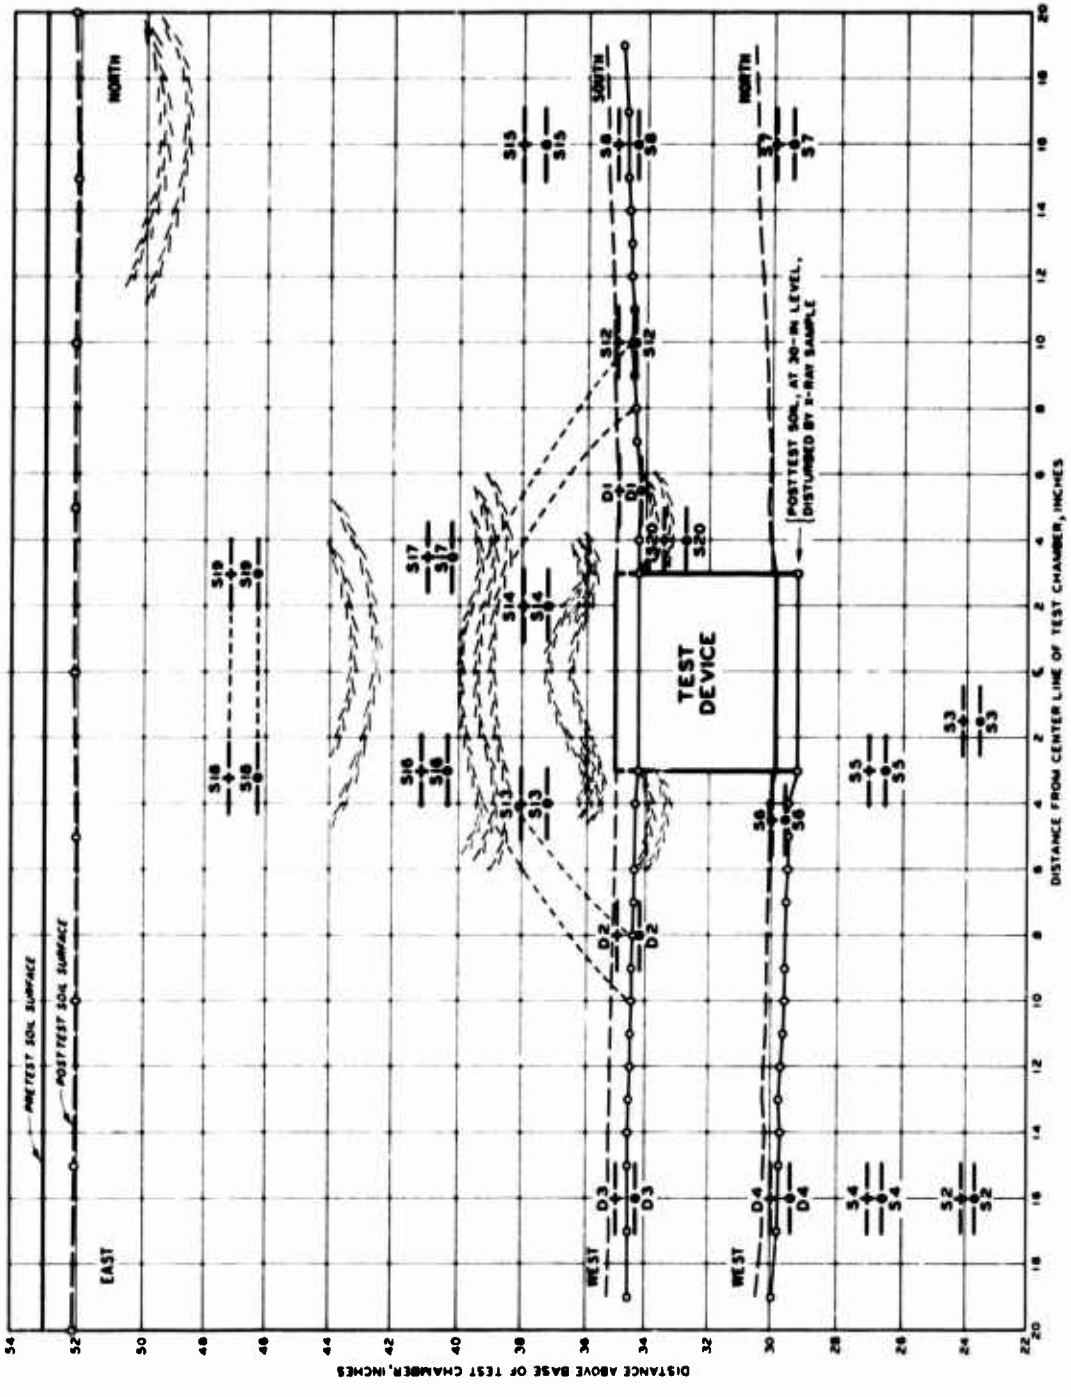 54
52
50
48
46
44
42
40
38
36
34
32
30
28
26
24
22
DISTANCE ABOVE BASE OF TEST CHAMBER, INCHES
20
18
16
14
12
10
8
6
4
2
℄
2
4
6
8
10
12
14
16
18
20
DISTANCE FROM CENTER LINE OF TEST CHAMBER, INCHES
PRETEST SOIL SURFACE
POSTTEST SOIL SURFACE
EAST
NORTH
S18
S18
S19
S19
S16
S16
S17
S17
S13
S13
S14
S14
S15
S15
WEST
SOUTH
D3
D3
D2
D2
D1
D1
S12
S12
S8
S8
S20
S20
TEST
DEVICE
WEST
NORTH
D4
D4
S6
S6
S7
S7
POSTTEST SOIL, AT 30-IN LEVEL,
DISTURBED BY X-RAY SAMPLE
S4
S4
S5
S5
S2
S2
S3
S3